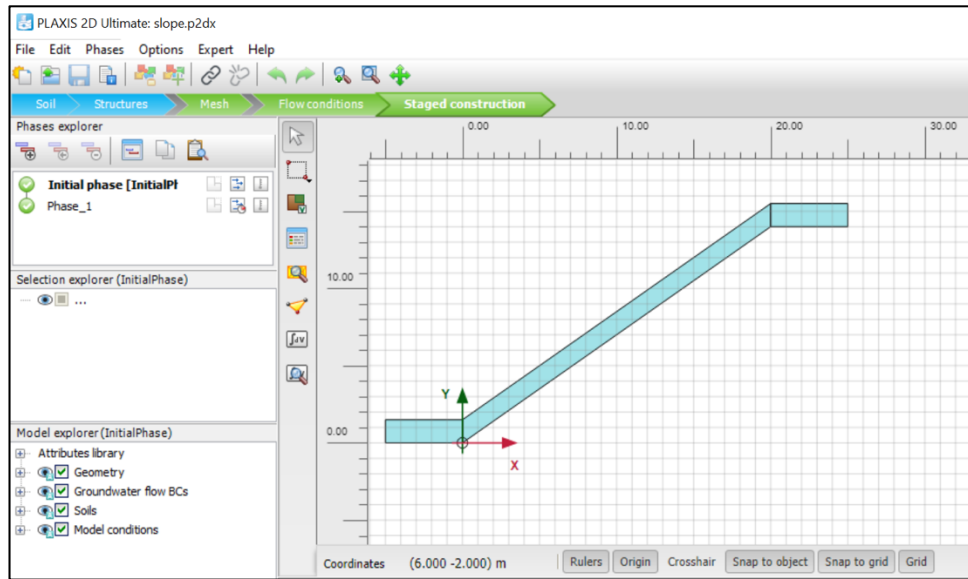 PLAXIS 2D Ultimate: slope.p2dx
File Edit Phases Options Expert Help
Soil Structures Mesh Flow conditions Staged construction
Phases explorer
Initial phase [InitialPl
Phase_1
Selection explorer (InitialPhase)
...
Model explorer (InitialPhase)
Attributes library
Geometry
Groundwater flow BCs
Soils
Model conditions
∫dV
0.00 10.00 20.00 30.00
10.00
0.00
Y
X
Coordinates (6.000 -2.000) m Rulers Origin Crosshair Snap to object Snap to grid Grid